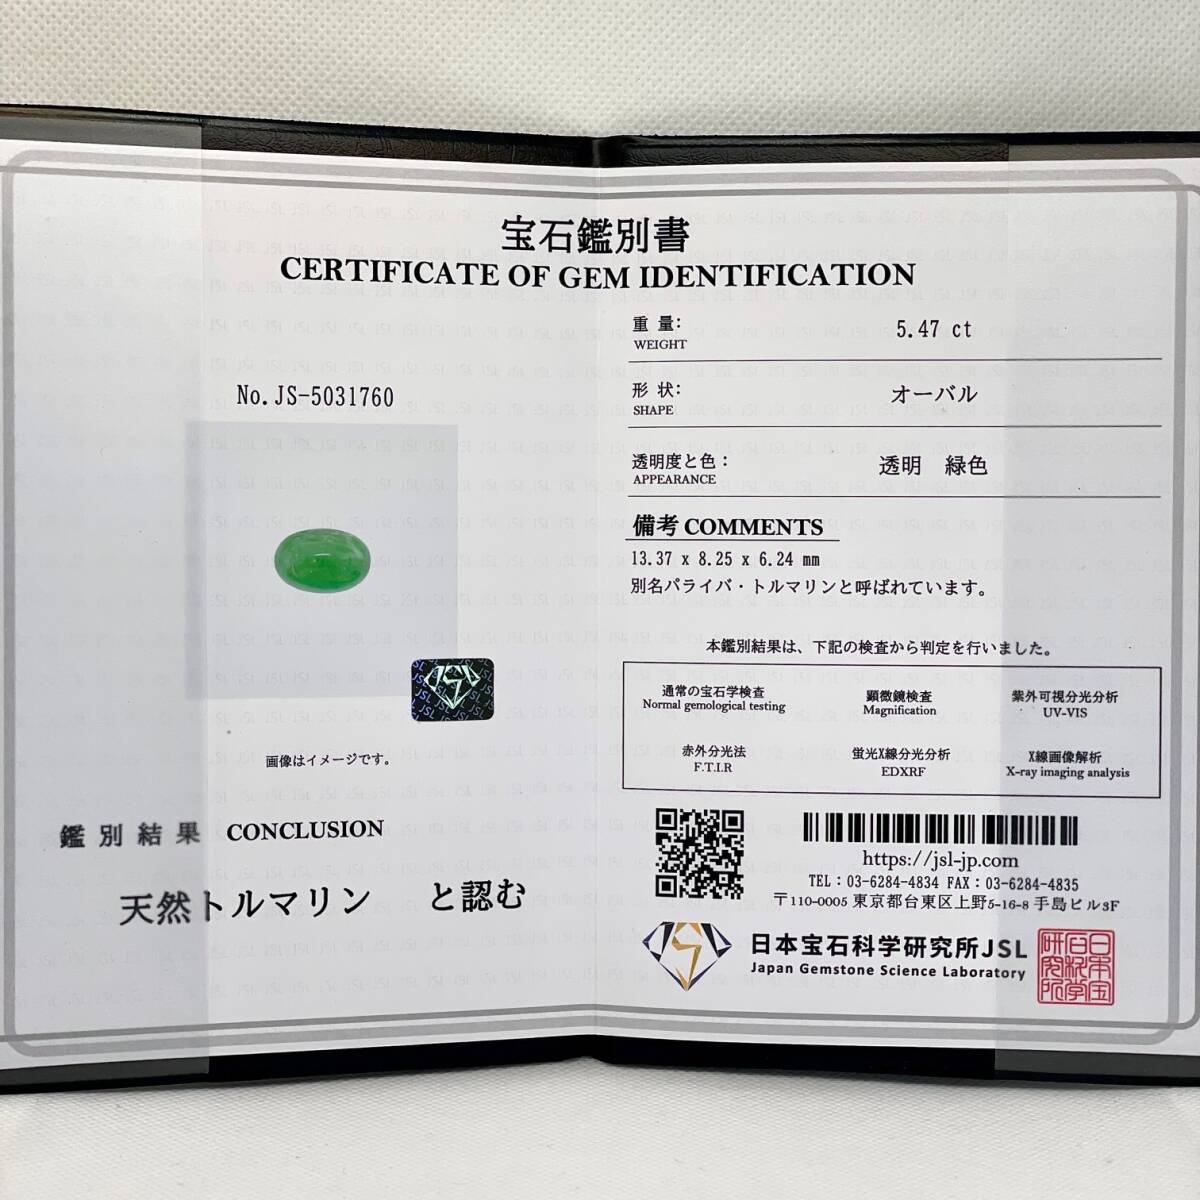 宝石鑑別書
CERTIFICATE OF GEM IDENTIFICATION
No.JS-5031760
画像はイメージです。
鑑別結果 CONCLUSION
天然トルマリン と認む
重量: 5.47 ct
WEIGHT
形状: オーバル
SHAPE
透明度と色: 透明 緑色
APPEARANCE
備考 COMMENTS
13.37 x 8.25 x 6.24 mm
別名パライバ・トルマリンと呼ばれています。
本鑑別結果は、下記の検査から判定を行いました。
通常の宝石学検査 顕微鏡検査 紫外可視分光分析
Normal gemological testing Magnification UV-VIS
赤外分光法 蛍光X線分光分析 X線画像解析
F.T.I.R EDXRF X-ray imaging analysis
https://jsl-jp.com
TEL：03-6284-4834 FAX：03-6284-4835
〒110-0005 東京都台東区上野5-16-8 手島ビル3F
日本宝石科学研究所JSL
Japan Gemstone Science Laboratory